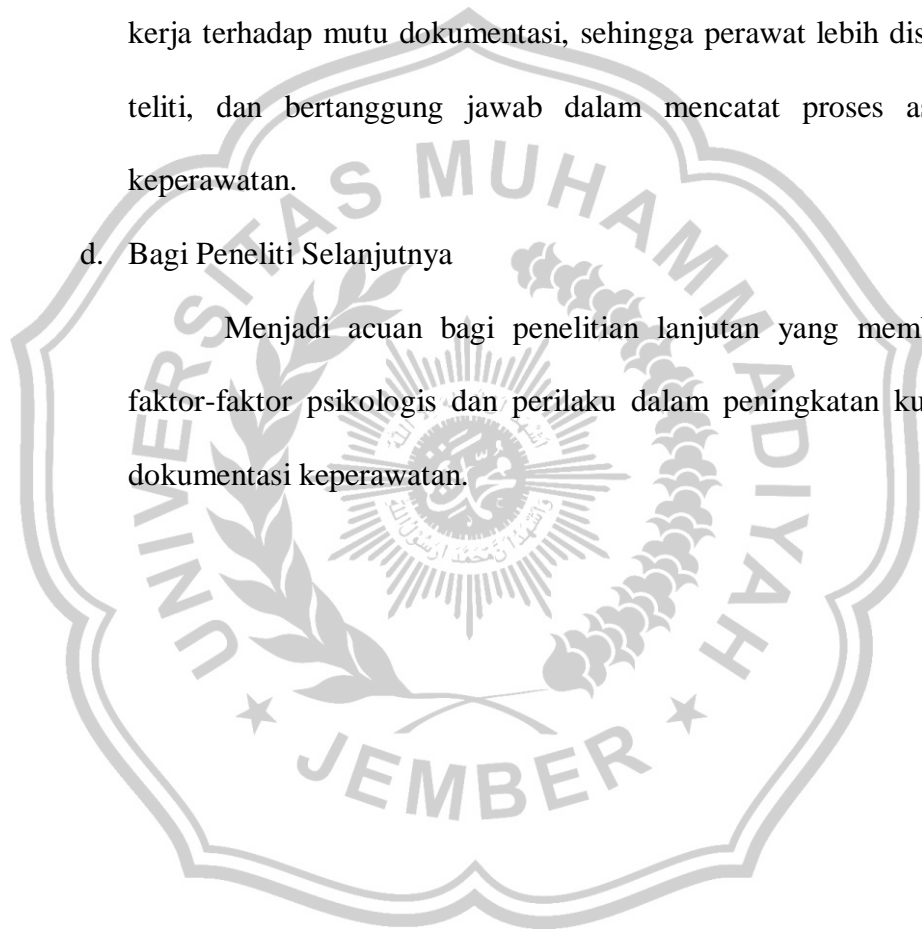 kerja terhadap mutu dokumentasi, sehingga perawat lebih dis
teliti, dan bertanggung jawab dalam mencatat proses as
keperawatan.
d. Bagi Peneliti Selanjutnya
Menjadi acuan bagi penelitian lanjutan yang mem
faktor-faktor psikologis dan perilaku dalam peningkatan ku
dokumentasi keperawatan.
UNIVERSITAS MUHAMMADIYAH
JEMBER